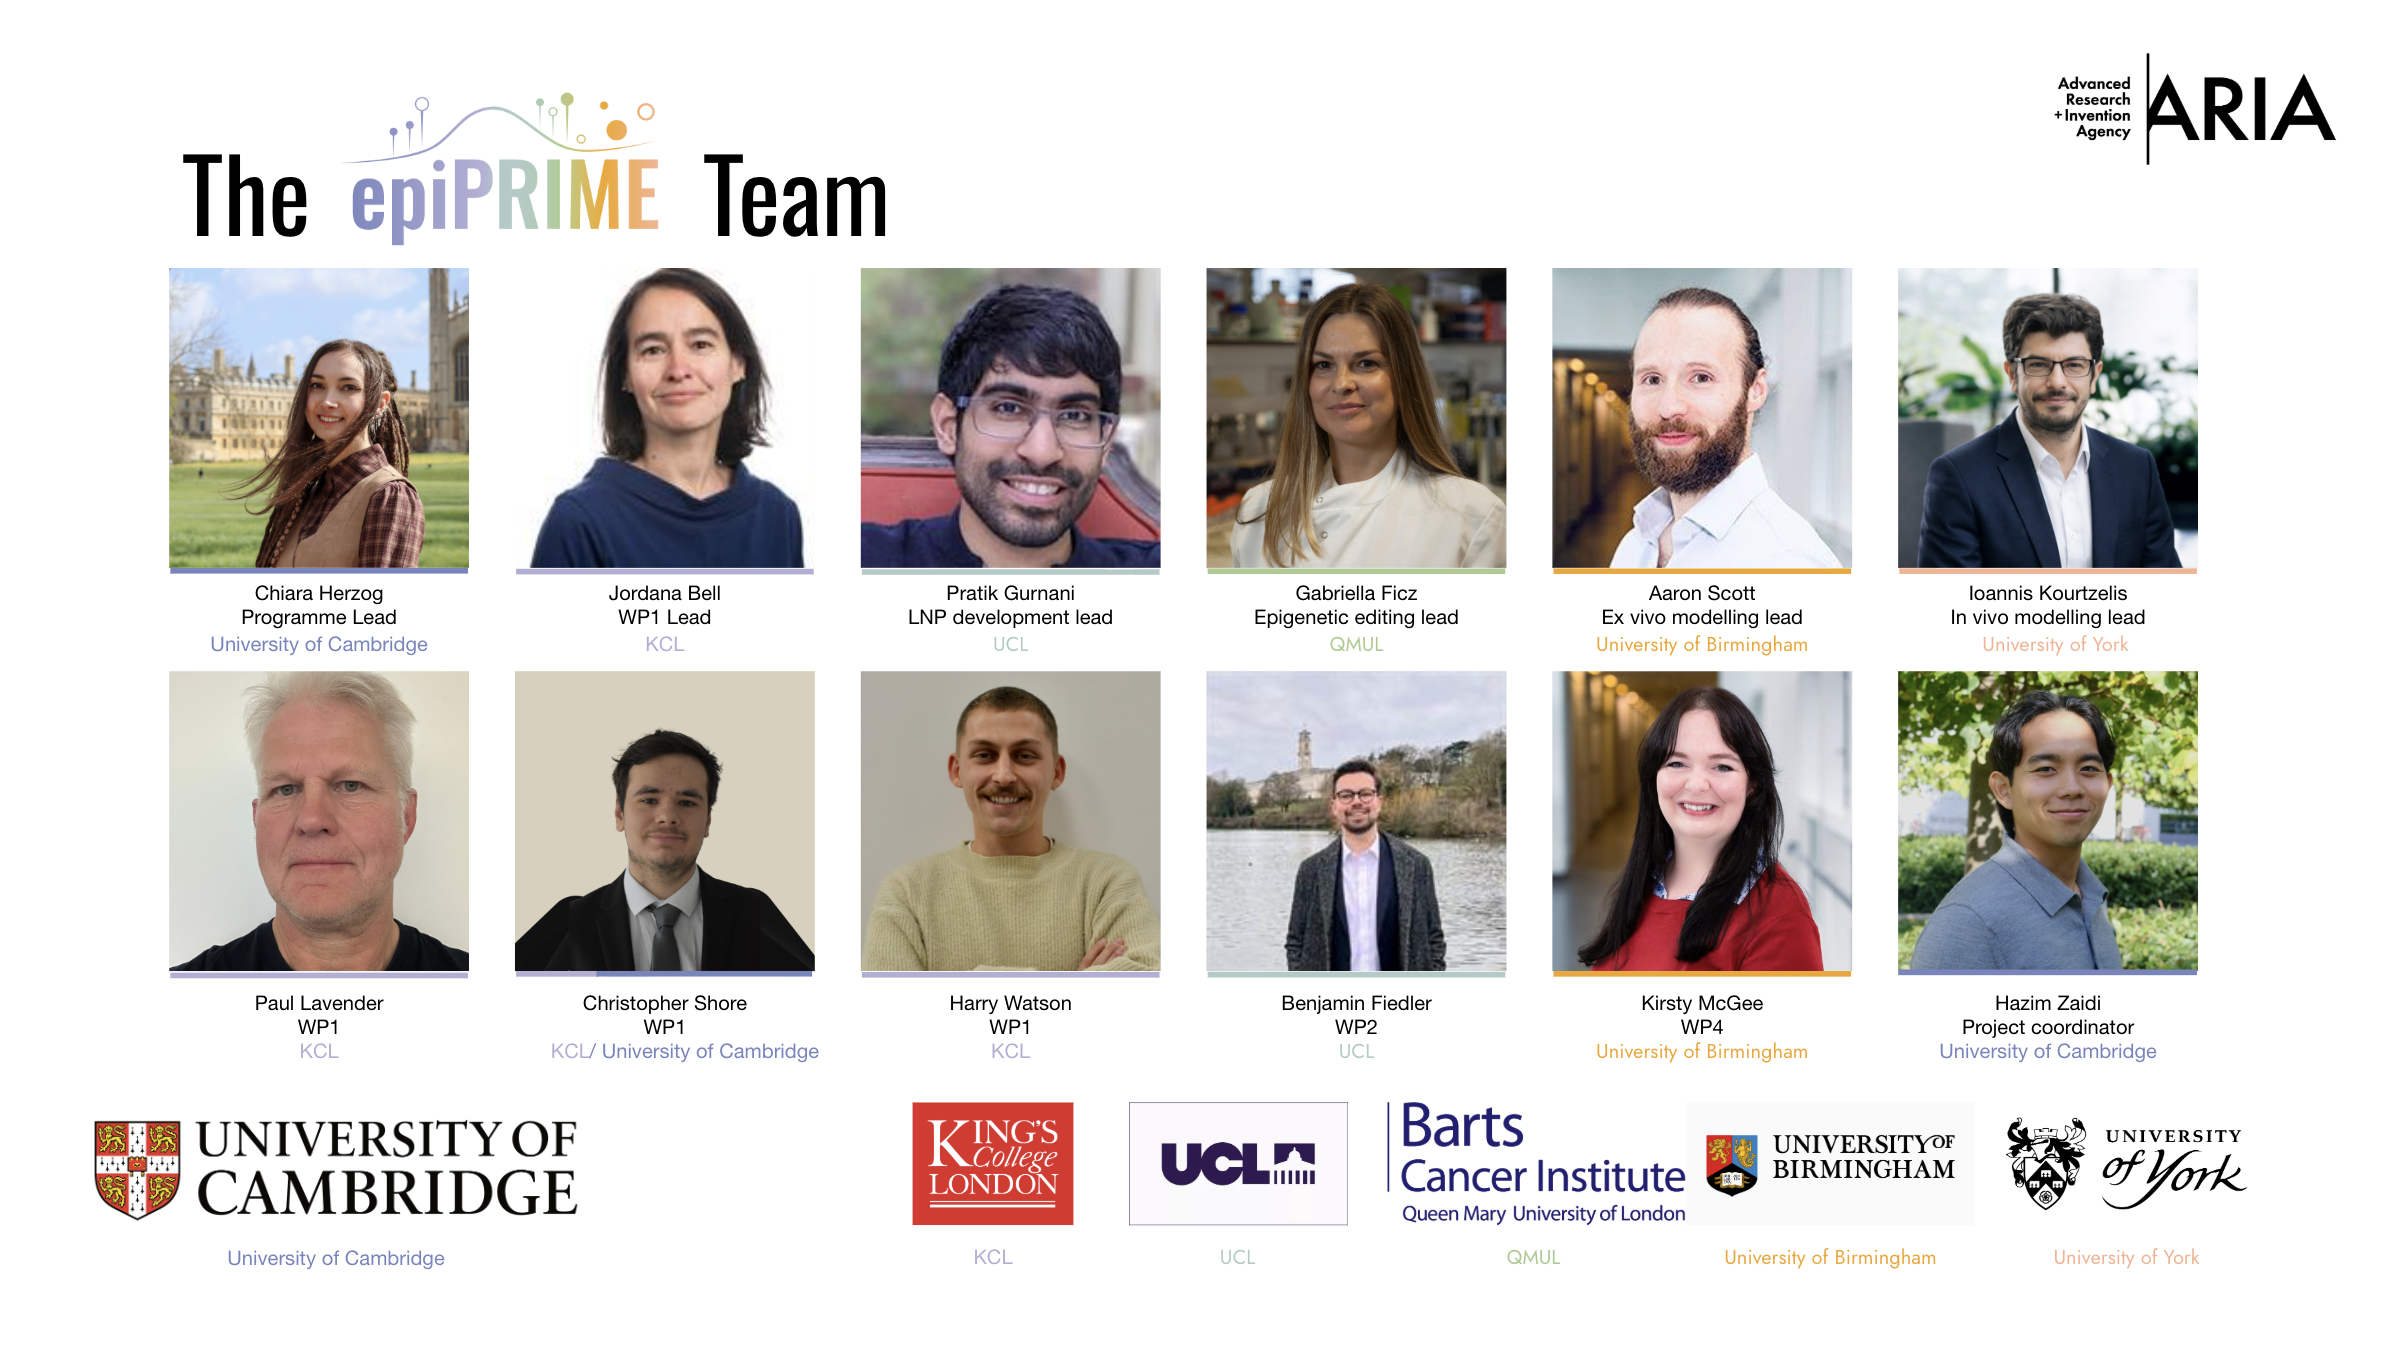 The epiPRIME Team
Advanced
Research
+Invention
Agency
ARIA
Chiara Herzog
Programme Lead
University of Cambridge
Jordana Bell
WP1 Lead
KCL
Pratik Gurnani
LNP development lead
UCL
Gabriella Ficz
Epigenetic editing lead
QMUL
Aaron Scott
Ex vivo modelling lead
University of Birmingham
Ioannis Kourtzelis
In vivo modelling lead
University of York
Paul Lavender
WP1
KCL
Christopher Shore
WP1
KCL/ University of Cambridge
Harry Watson
WP1
KCL
Benjamin Fiedler
WP2
UCL
Kirsty McGee
WP4
University of Birmingham
Hazim Zaidi
Project coordinator
University of Cambridge
UNIVERSITY OF
CAMBRIDGE
University of Cambridge
KING'S
College
LONDON
KCL
UCL
UCL
Barts
Cancer Institute
Queen Mary University of London
QMUL
UNIVERSITY OF
BIRMINGHAM
University of Birmingham
UNIVERSITY
of York
University of York